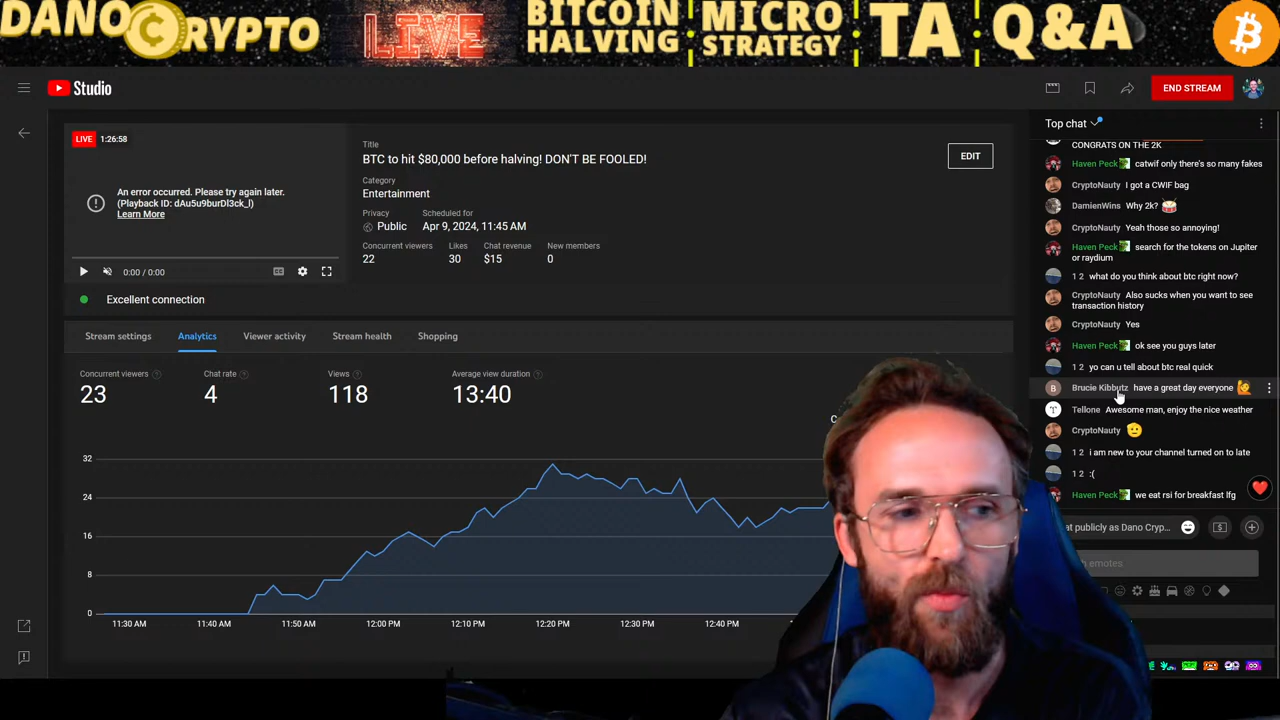 DANO CRYPTO
LIVE
BITCOIN
HALVING
MICRO
STRATEGY
TA
Q&A
Studio
END STREAM
LIVE 1:26:58
An error occurred. Please try again later.
(Playback ID: dAu5u9burDl3ck_l)
Learn More
0:00 / 0:00
Excellent connection
Title
BTC to hit $80,000 before halving! DON'T BE FOOLED!
EDIT
Category
Entertainment
Privacy
Public
Scheduled for
Apr 9, 2024, 11:45 AM
Concurrent viewers Likes Chat revenue New members
22 30 $15 0
Stream settings Analytics Viewer activity Stream health Shopping
Concurrent viewers Chat rate Views Average view duration
23 4 118 13:40
32
24
16
8
0
11:30 AM 11:40 AM 11:50 AM 12:00 PM 12:10 PM 12:20 PM 12:30 PM 12:40 PM
Top chat
CONGRATS ON THE 2K
Haven Peck catwif only there's so many fakes
CryptoNauty I got a CWIF bag
DamienWins Why 2k?
CryptoNauty Yeah those so annoying!
Haven Peck search for the tokens on Jupiter
or raydium
1 2 what do you think about btc right now?
CryptoNauty Also sucks when you want to see
transaction history
CryptoNauty Yes
Haven Peck ok see you guys later
1 2 yo can u tell about btc real quick
Brucie Kibbutz have a great day everyone
Tellone Awesome man, enjoy the nice weather
CryptoNauty
1 2 i am new to your channel turned on to late
1 2 :(
Haven Peck we eat rsi for breakfast lfg
at publicly as Dano Cryp...
emotes